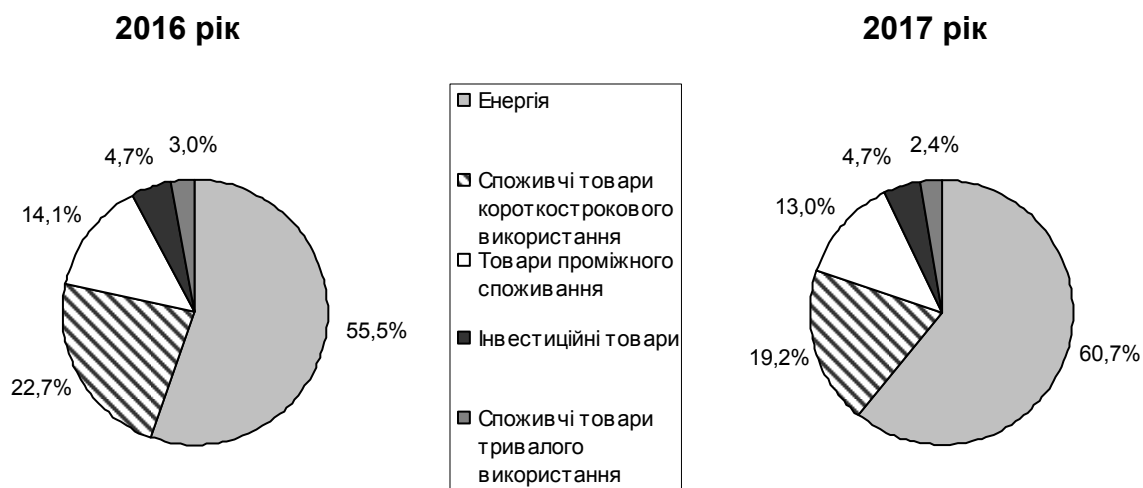 2016 рік
2017 рік
4,7%
3,0%
14,1%
22,7%
55,5%
Енергія
Споживчі товари
короткострокового
використання
Товари проміжного
споживання
Інвестиційні товари
Споживчі товари
тривалого
використання
4,7%
2,4%
13,0%
19,2%
60,7%